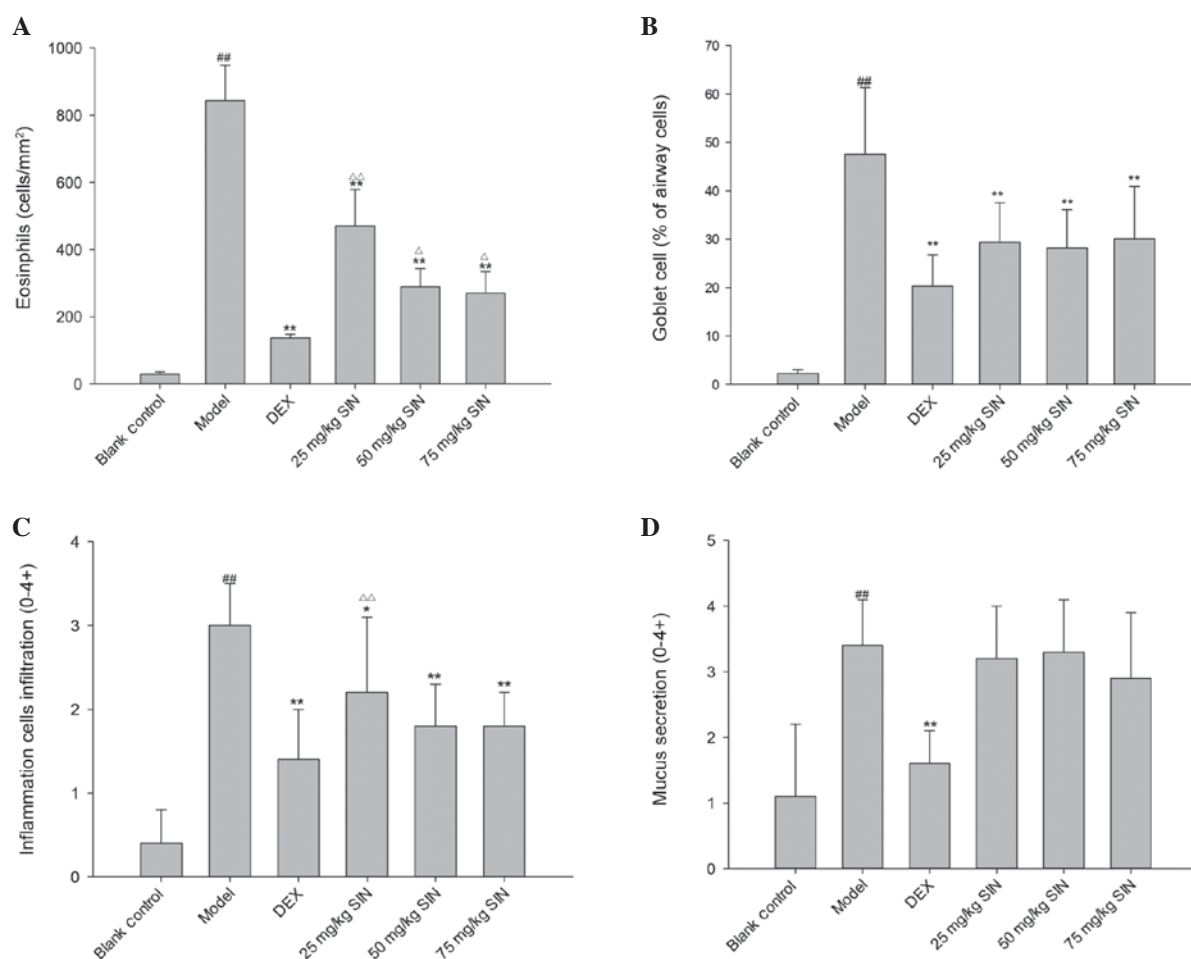 A
Eosinphils (cells/mm²)
1000
800
600
400
200
0
##
**
△△
**
△
**
△
**
Blank control
Model
DEX
25 mg/kg SIN
50 mg/kg SIN
75 mg/kg SIN
B
Goblet cell (% of airway cells)
70
60
50
40
30
20
10
0
##
**
**
**
**
Blank control
Model
DEX
25 mg/kg SIN
50 mg/kg SIN
75 mg/kg SIN
C
Inflammation cells infiltration (0-4+)
4
3
2
1
0
##
**
△△
*
**
**
Blank control
Model
DEX
25 mg/kg SIN
50 mg/kg SIN
75 mg/kg SIN
D
Mucus secretion (0-4+)
5
4
3
2
1
0
##
**
Blank control
Model
DEX
25 mg/kg SIN
50 mg/kg SIN
75 mg/kg SIN